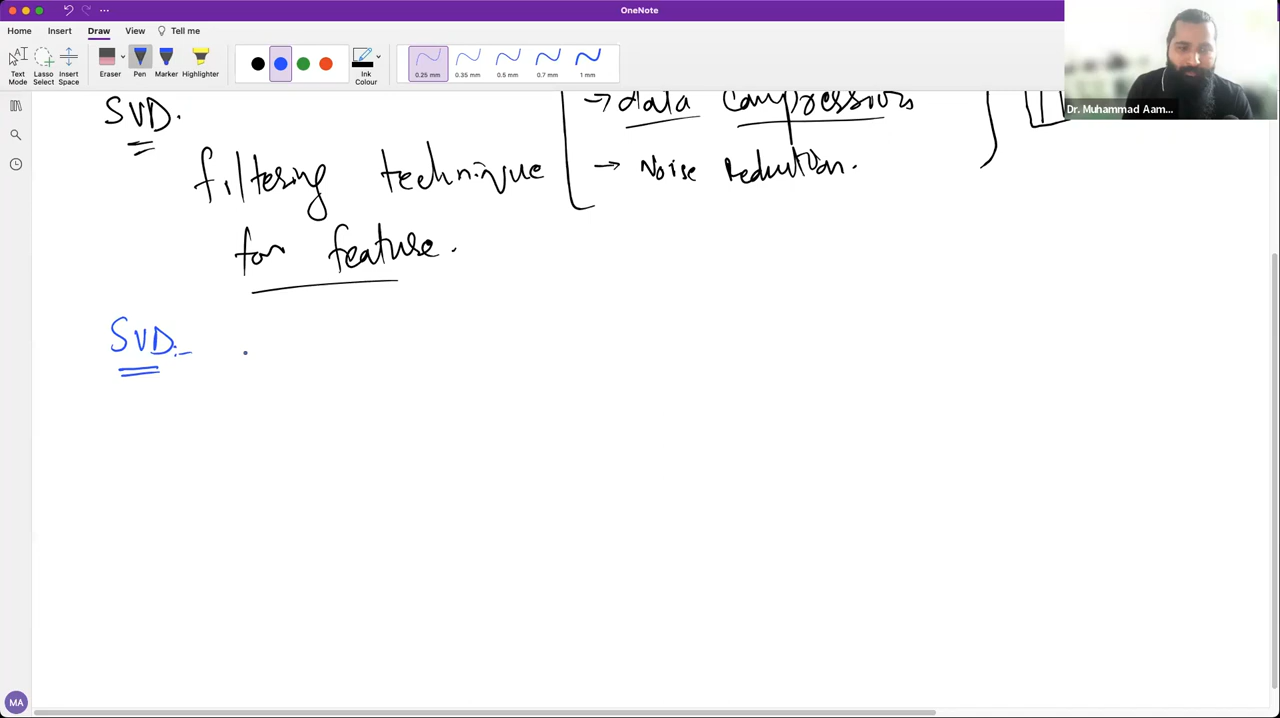 OneNote
Home Insert Draw View Tell me
Text Mode
Lasso Select
Insert Space
Eraser
Pen
Marker
Highlighter
Ink Colour
0.25 mm
0.35 mm
0.5 mm
0.7 mm
1 mm
Dr. Muhammad Aam...
SVD.
→ data compression
filtering technique
→ Noise reduction.
for feature.
SVD:-
MA